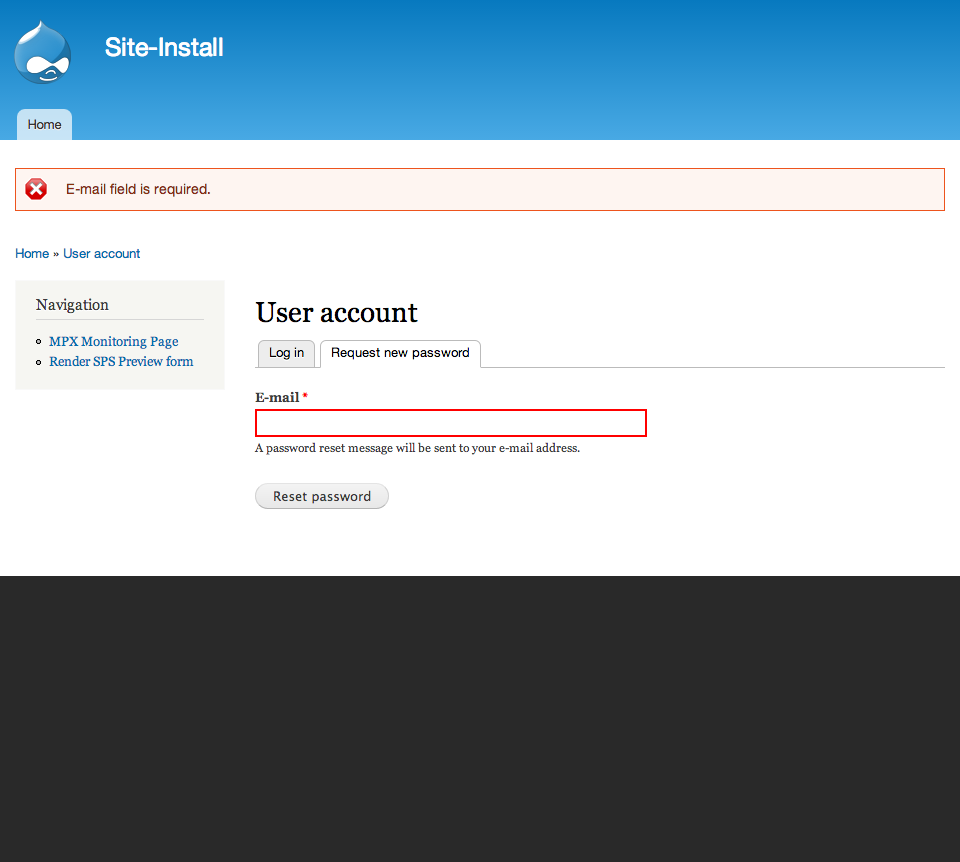 Site-Install
Home
E-mail field is required.
Home » User account
Navigation
MPX Monitoring Page
Render SPS Preview form
User account
Log in
Request new password
E-mail *
A password reset message will be sent to your e-mail address.
Reset password